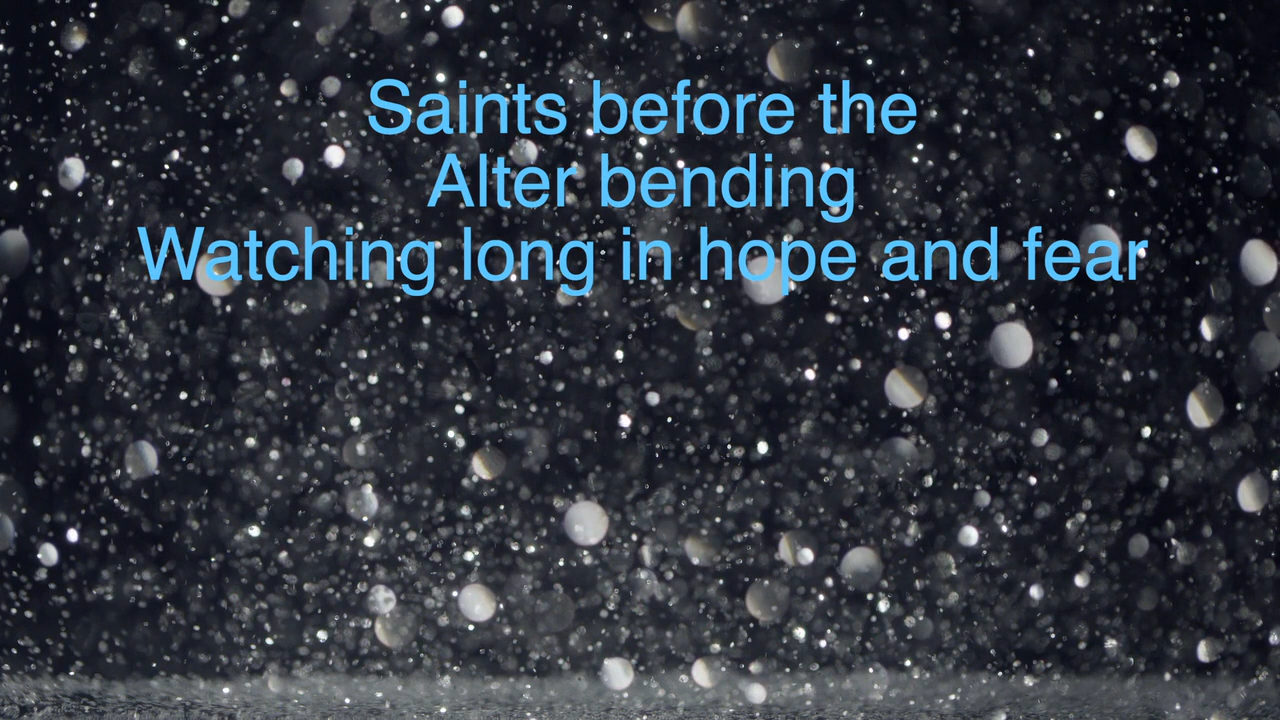 Saints before the
Alter bending
Watching long in hope and fear